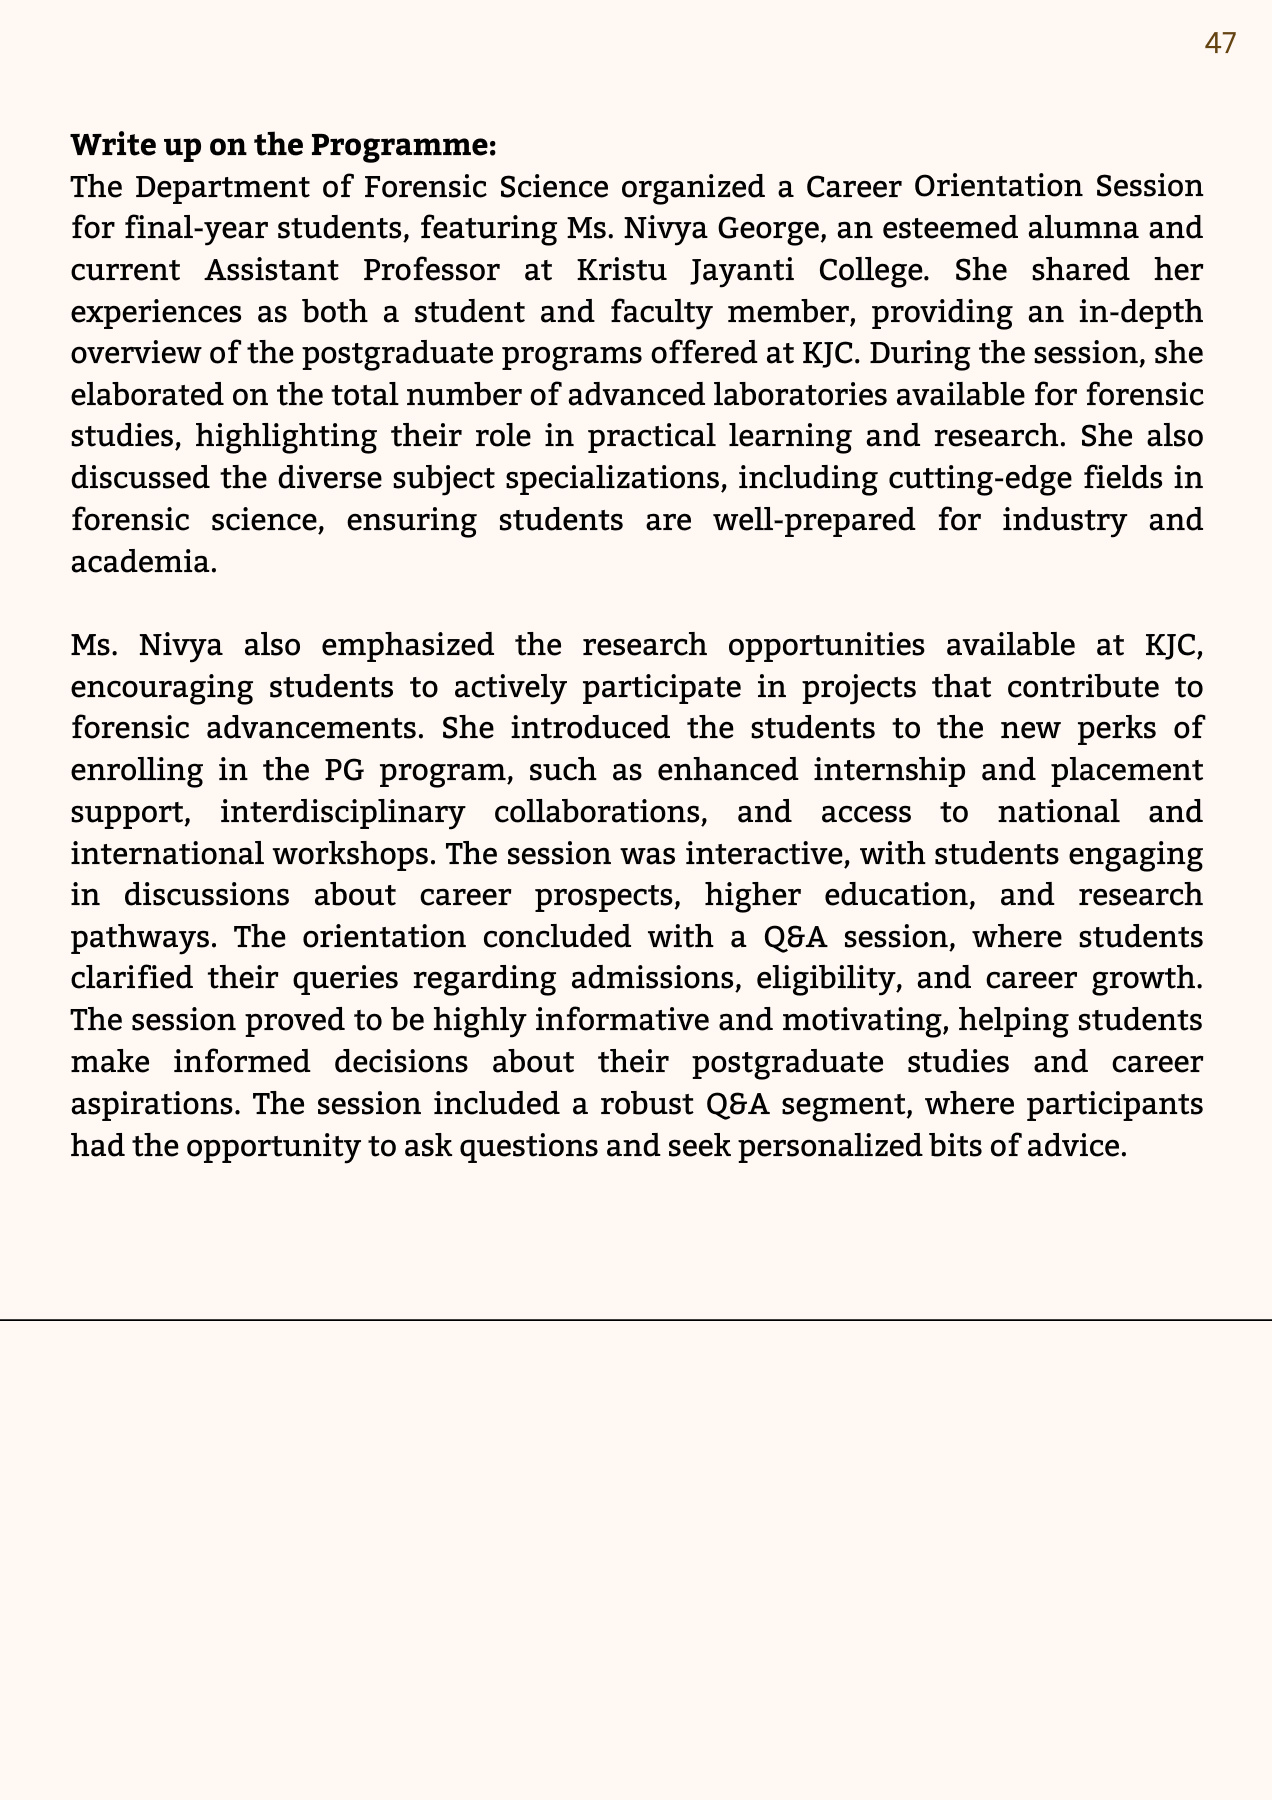 47
Write up on the Programme:
The Department of Forensic Science organized a Career Orientation Session
for final-year students, featuring Ms. Nivya George, an esteemed alumna and
current Assistant Professor at Kristu Jayanti College. She shared her
experiences as both a student and faculty member, providing an in-depth
overview of the postgraduate programs offered at KJC. During the session, she
elaborated on the total number of advanced laboratories available for forensic
studies, highlighting their role in practical learning and research. She also
discussed the diverse subject specializations, including cutting-edge fields in
forensic science, ensuring students are well-prepared for industry and
academia.
Ms. Nivya also emphasized the research opportunities available at KJC,
encouraging students to actively participate in projects that contribute to
forensic advancements. She introduced the students to the new perks of
enrolling in the PG program, such as enhanced internship and placement
support, interdisciplinary collaborations, and access to national and
international workshops. The session was interactive, with students engaging
in discussions about career prospects, higher education, and research
pathways. The orientation concluded with a Q&A session, where students
clarified their queries regarding admissions, eligibility, and career growth.
The session proved to be highly informative and motivating, helping students
make informed decisions about their postgraduate studies and career
aspirations. The session included a robust Q&A segment, where participants
had the opportunity to ask questions and seek personalized bits of advice.